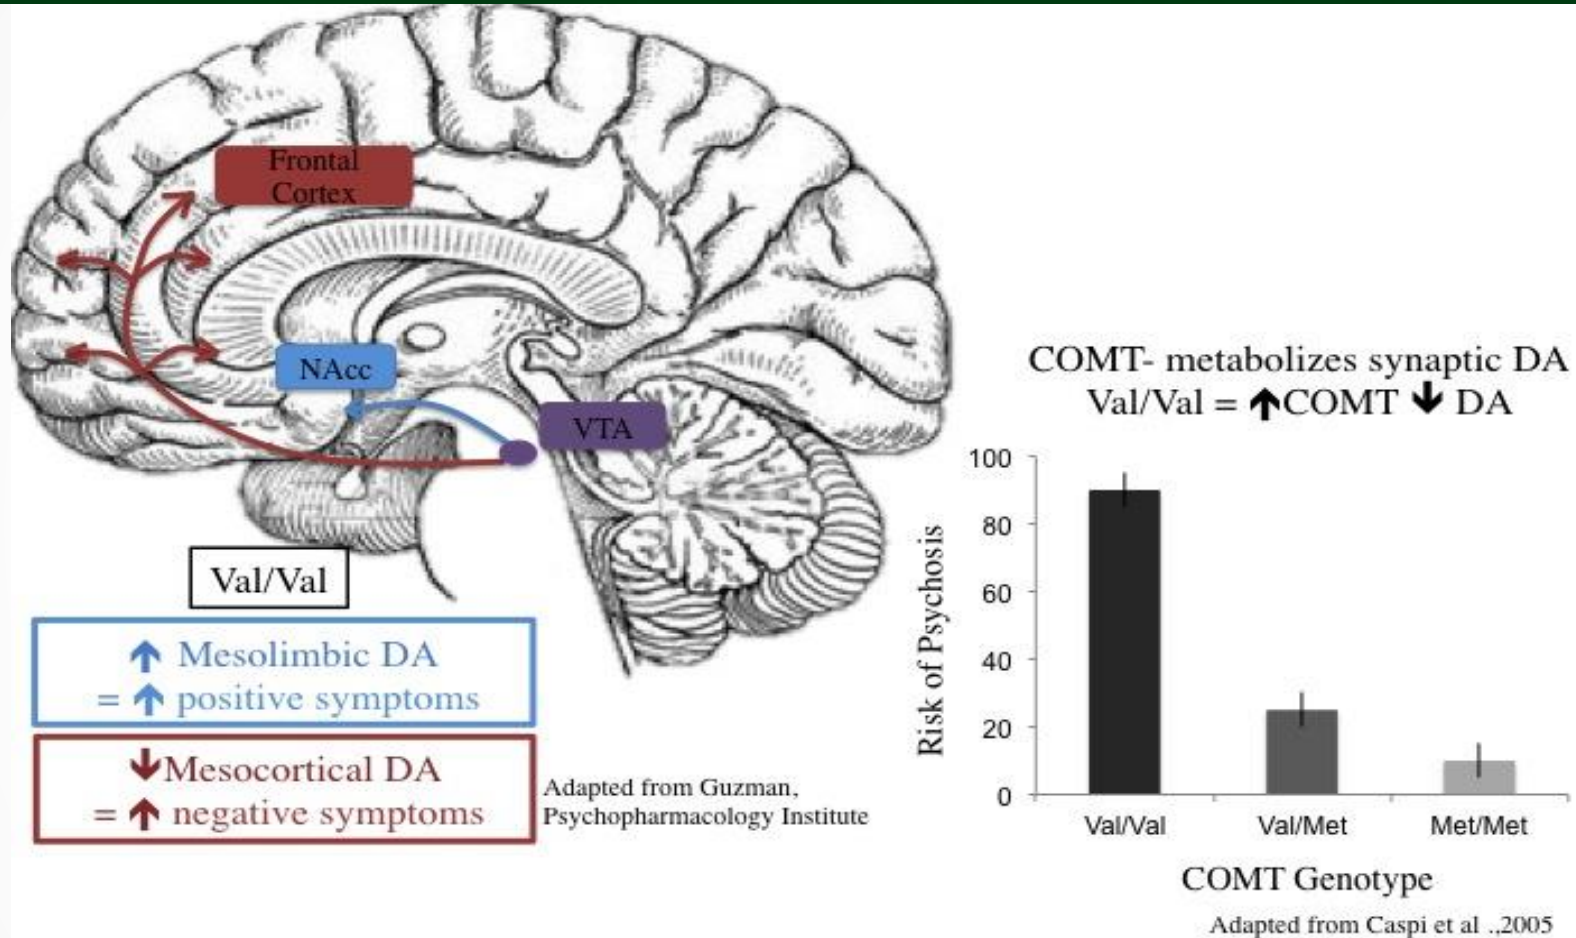 Frontal
Cortex
NAcc
VTA
Val/Val
↑ Mesolimbic DA
= ↑ positive symptoms
↓Mesocortical DA
= ↑ negative symptoms
Adapted from Guzman,
Psychopharmacology Institute
COMT- metabolizes synaptic DA
Val/Val = ↑COMT ↓ DA
Risk of Psychosis
100
80
60
40
20
0
Val/Val Val/Met Met/Met
COMT Genotype
Adapted from Caspi et al .,2005